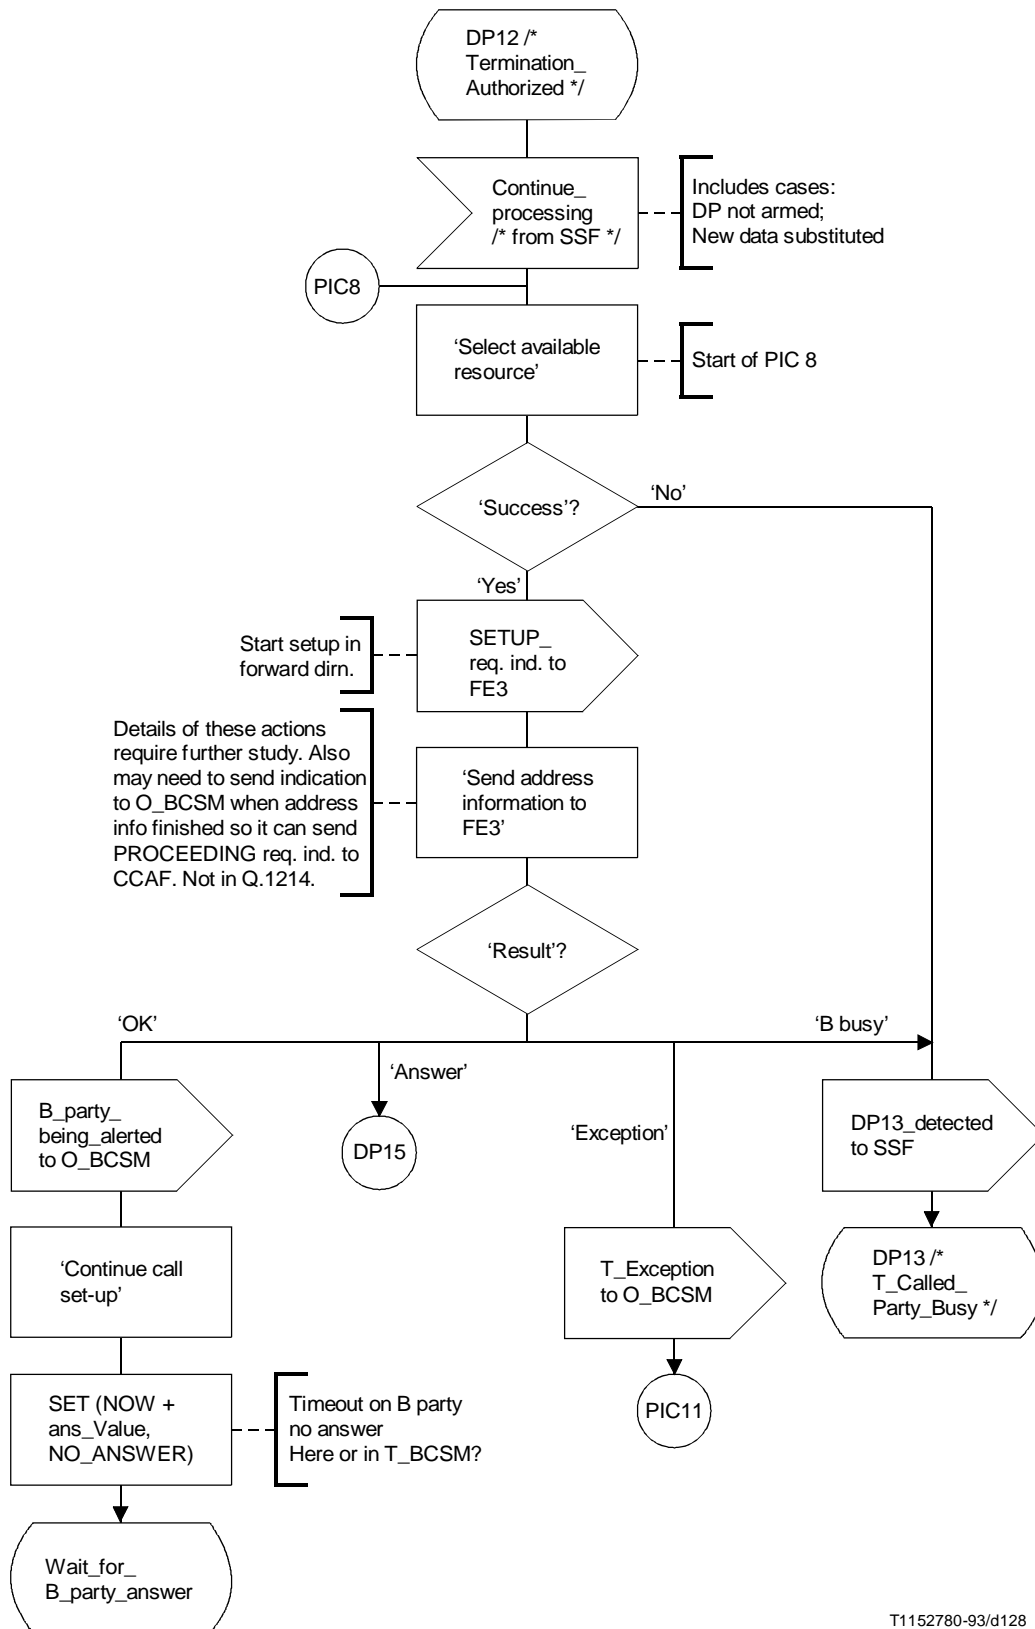 DP12 /*
Termination_
Authorized */
Continue_
processing
/* from SSF */
Includes cases:
DP not armed;
New data substituted
PIC8
‘Select available
resource’
Start of PIC 8
‘Success’?
‘No’
‘Yes’
Start setup in
forward dirn.
SETUP_
req. ind. to
FE3
Details of these actions
require further study. Also
may need to send indication
to O_BCSM when address
info finished so it can send
PROCEEDING req. ind. to
CCAF. Not in Q.1214.
‘Send address
information to
FE3’
‘Result’?
‘OK’
‘B busy’
‘Answer’
B_party_
being_alerted
to O_BCSM
DP15
‘Exception’
DP13_detected
to SSF
‘Continue call
set-up’
T_Exception
to O_BCSM
DP13 /*
T_Called_
Party_Busy */
SET (NOW +
ans_Value,
NO_ANSWER)
Timeout on B party
no answer
Here or in T_BCSM?
PIC11
Wait_for_
B_party_answer
T1152780-93/d128